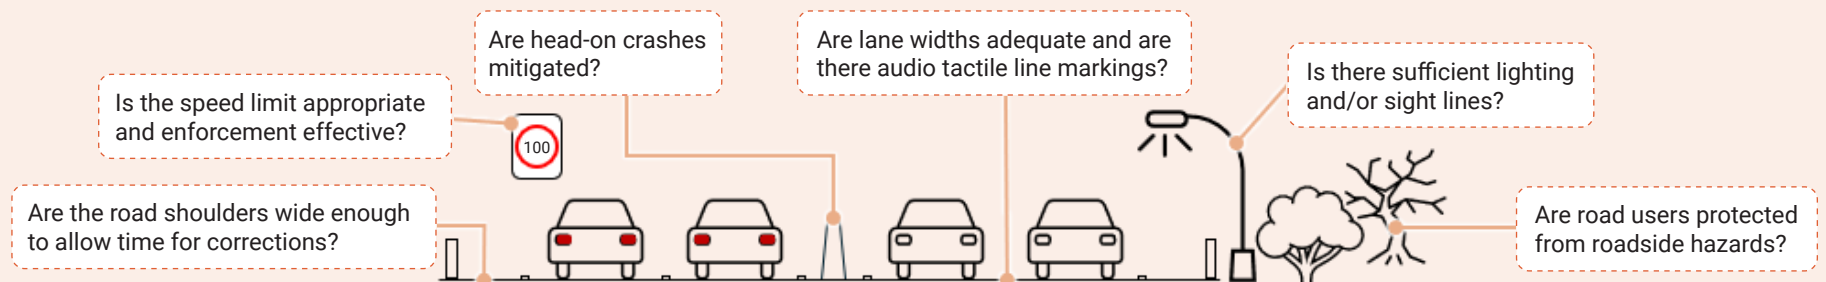 Are head-on crashes
mitigated?
Are lane widths adequate and are
there audio tactile line markings?
Is there sufficient lighting
and/or sight lines?
Is the speed limit appropriate
and enforcement effective?
100
Are the road shoulders wide enough
to allow time for corrections?
Are road users protected
from roadside hazards?